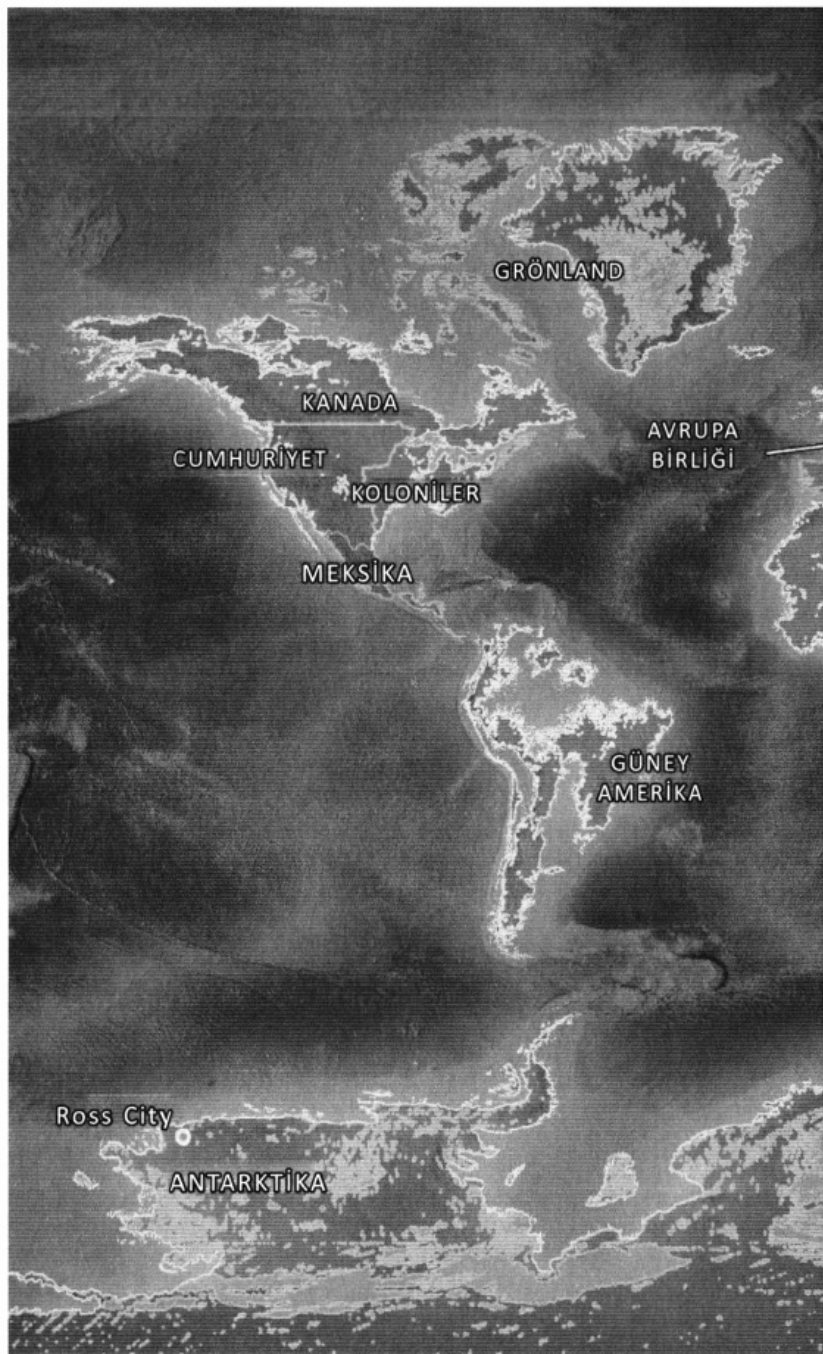 GRÖNLAND
KANADA
AVRUPA
BİRLİĞİ
CUMHURİYET
KOLONİLER
MEKSİKA
GÜNEY
AMERİKA
Ross City
ANTARKTİKA